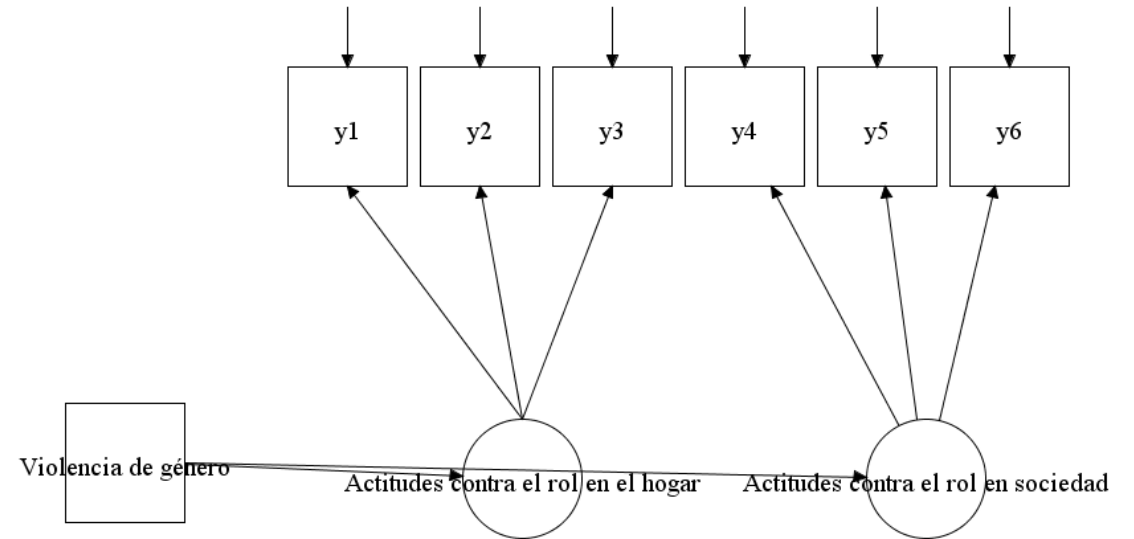 y1
y2
y3
y4
y5
y6
Violencia de género
Actitudes contra el rol en el hogar
Actitudes contra el rol en sociedad